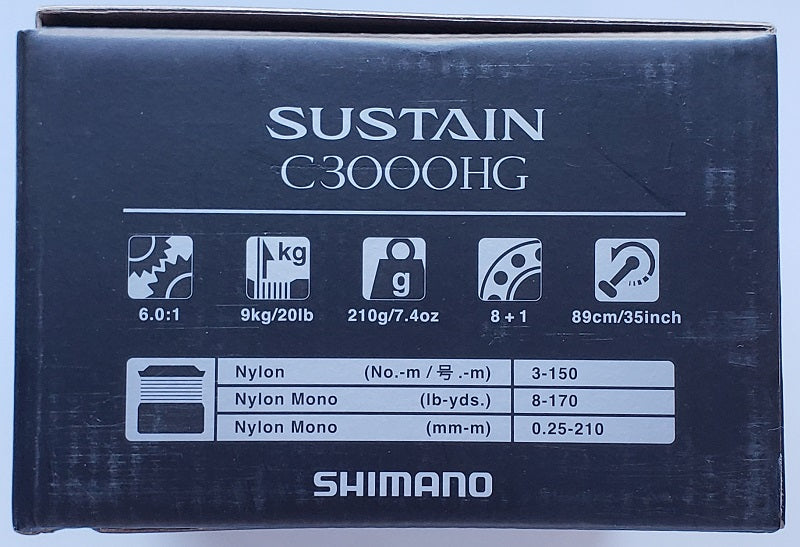 SUSTAIN
C3000HG
kg
g
6.0:1 9kg/20lb 210g/7.4oz 8+1 89cm/35inch
Nylon (No.-m / 号.-m) 3-150
Nylon Mono (lb-yds.) 8-170
Nylon Mono (mm-m) 0.25-210
SHIMANO